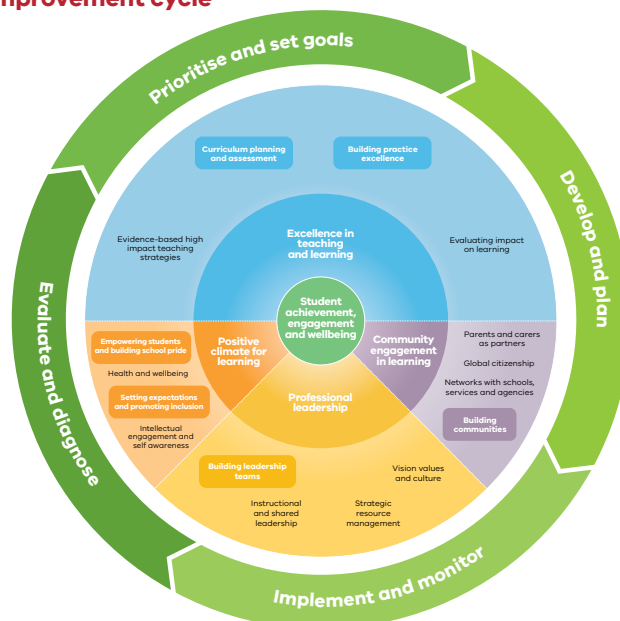 mprovement cycle
Prioritise and set goals
Develop and plan
Implement and monitor
Evaluate and diagnose
Curriculum planning
and assessment
Building practice
excellence
Evidence-based high
impact teaching
strategies
Evaluating impact
on learning
Excellence in
teaching
and learning
Student
achievement,
engagement
and wellbeing
Positive
climate for
learning
Community
engagement
in learning
Professional
leadership
Empowering students
and building school pride
Health and wellbeing
Setting expectations
and promoting inclusion
Intellectual
engagement and
self awareness
Parents and carers
as partners
Global citizenship
Networks with schools,
services and agencies
Building
communities
Building leadership
teams
Vision values
and culture
Instructional
and shared
leadership
Strategic
resource
management